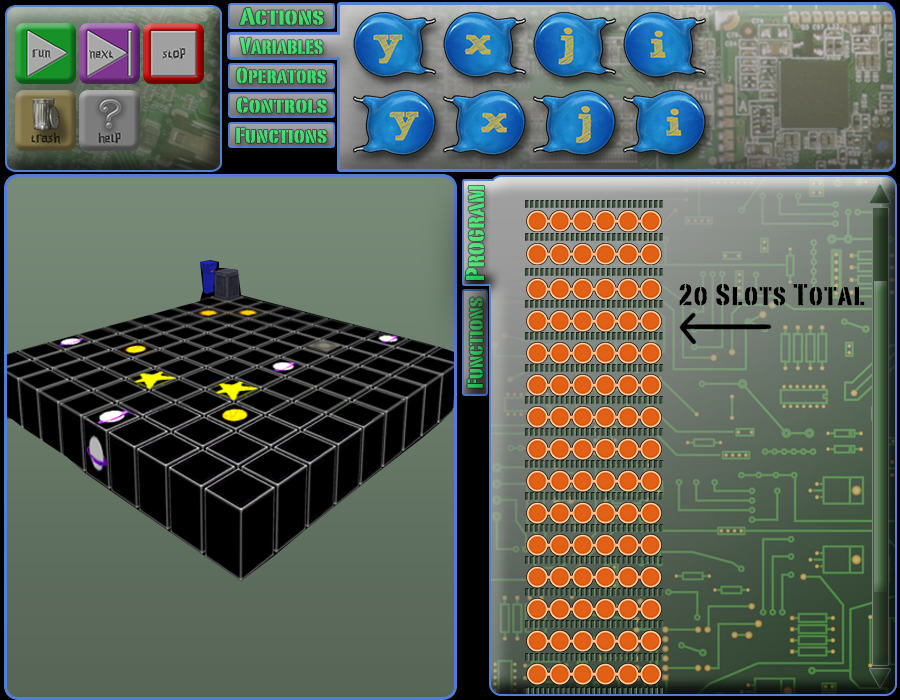 run
next
stop
trash
help
Actions
Variables
Operators
Controls
Functions
y x j i
y x j i
Program
Functions
20 Slots Total